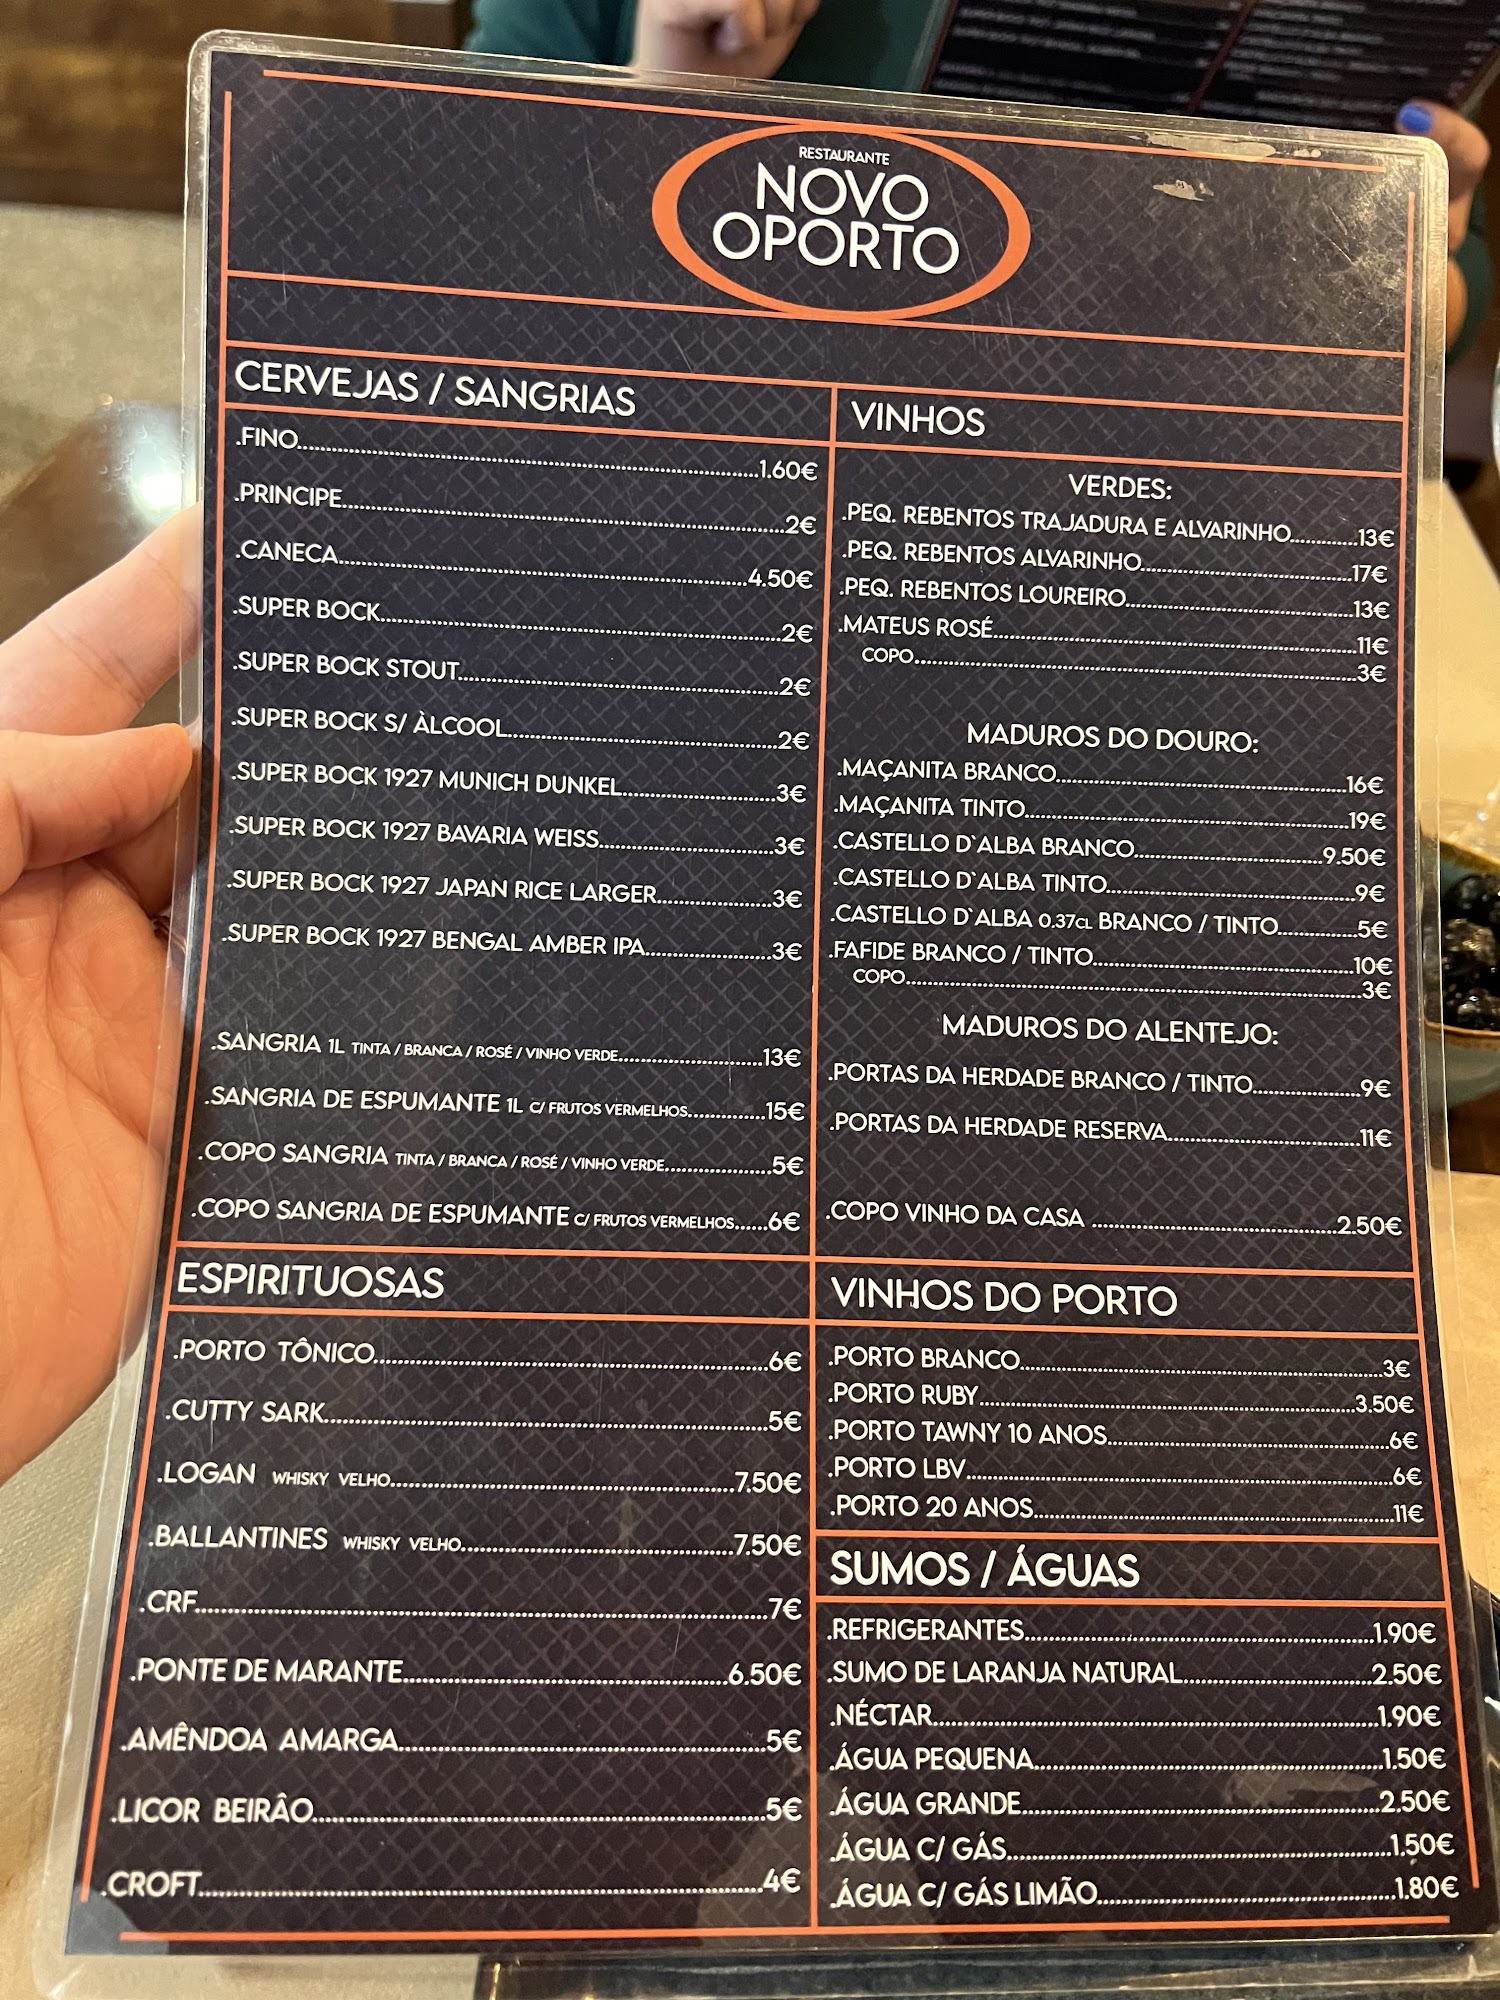 RESTAURANTE
NOVO
OPORTO
CERVEJAS / SANGRIAS
.FINO 1.60€
.PRINCIPE 2€
.CANECA 4.50€
.SUPER BOCK 2€
.SUPER BOCK STOUT 2€
.SUPER BOCK S/ ÀLCOOL 2€
.SUPER BOCK 1927 MUNICH DUNKEL 3€
.SUPER BOCK 1927 BAVARIA WEISS 3€
.SUPER BOCK 1927 JAPAN RICE LARGER 3€
.SUPER BOCK 1927 BENGAL AMBER IPA 3€
.SANGRIA 1L TINTA / BRANCA / ROSÉ / VINHO VERDE 13€
.SANGRIA DE ESPUMANTE 1L C/ FRUTOS VERMELHOS 15€
.COPO SANGRIA TINTA / BRANCA / ROSÉ / VINHO VERDE 5€
.COPO SANGRIA DE ESPUMANTE C/ FRUTOS VERMELHOS 6€
VINHOS
VERDES:
.PEQ. REBENTOS TRAJADURA E ALVARINHO 13€
.PEQ. REBENTOS ALVARINHO 17€
.PEQ. REBENTOS LOUREIRO 13€
.MATEUS ROSÉ 11€
COPO 3€
MADUROS DO DOURO:
.MAÇANITA BRANCO 16€
.MAÇANITA TINTO 19€
.CASTELLO D`ALBA BRANCO 9.50€
.CASTELLO D`ALBA TINTO 9€
.CASTELLO D`ALBA 0.37CL BRANCO / TINTO 5€
.FAFIDE BRANCO / TINTO 10€
COPO 3€
MADUROS DO ALENTEJO:
.PORTAS DA HERDADE BRANCO / TINTO 9€
.PORTAS DA HERDADE RESERVA 11€
.COPO VINHO DA CASA 2.50€
ESPIRITUOSAS
.PORTO TÔNICO 6€
.CUTTY SARK 5€
.LOGAN WHISKY VELHO 7.50€
.BALLANTINES WHISKY VELHO 7.50€
.CRF 7€
.PONTE DE MARANTE 6.50€
.AMÊNDOA AMARGA 5€
.LICOR BEIRÂO 5€
.CROFT 4€
VINHOS DO PORTO
.PORTO BRANCO 3€
.PORTO RUBY 3.50€
.PORTO TAWNY 10 ANOS 6€
.PORTO LBV 6€
.PORTO 20 ANOS 11€
SUMOS / ÁGUAS
.REFRIGERANTES 1.90€
.SUMO DE LARANJA NATURAL 2.50€
.NÉCTAR 1.90€
.ÁGUA PEQUENA 1.50€
.ÁGUA GRANDE 2.50€
.ÁGUA C/ GÁS 1.50€
.ÁGUA C/ GÁS LIMÃO 1.80€